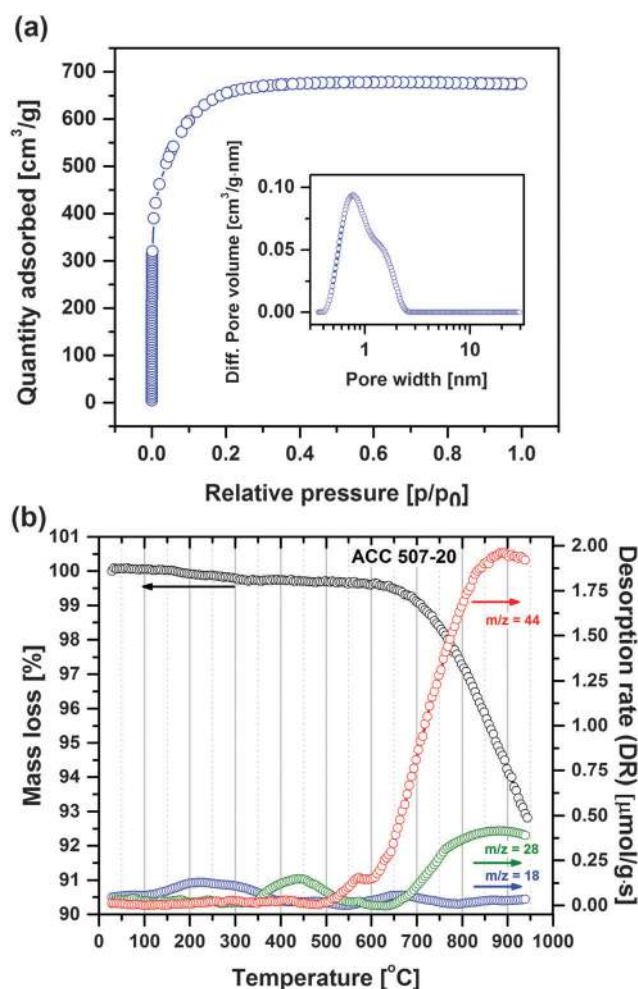 (a)
Quantity adsorbed [cm³/g]
700
600
500
400
300
200
100
0
0.0 0.2 0.4 0.6 0.8 1.0
Relative pressure [p/p₀]
Diff. Pore volume [cm³/g·nm]
0.10
0.05
0.00
1 10
Pore width [nm]
(b)
Mass loss [%]
101
100
99
98
97
96
95
94
93
92
91
90
ACC 507-20
m/z = 44
m/z = 28
m/z = 18
2.00
1.75
1.50
1.25
1.00
0.75
0.50
0.25
0.00
Desorption rate (DR) [μmol/g.s]
0 100 200 300 400 500 600 700 800 900 1000
Temperature [°C]